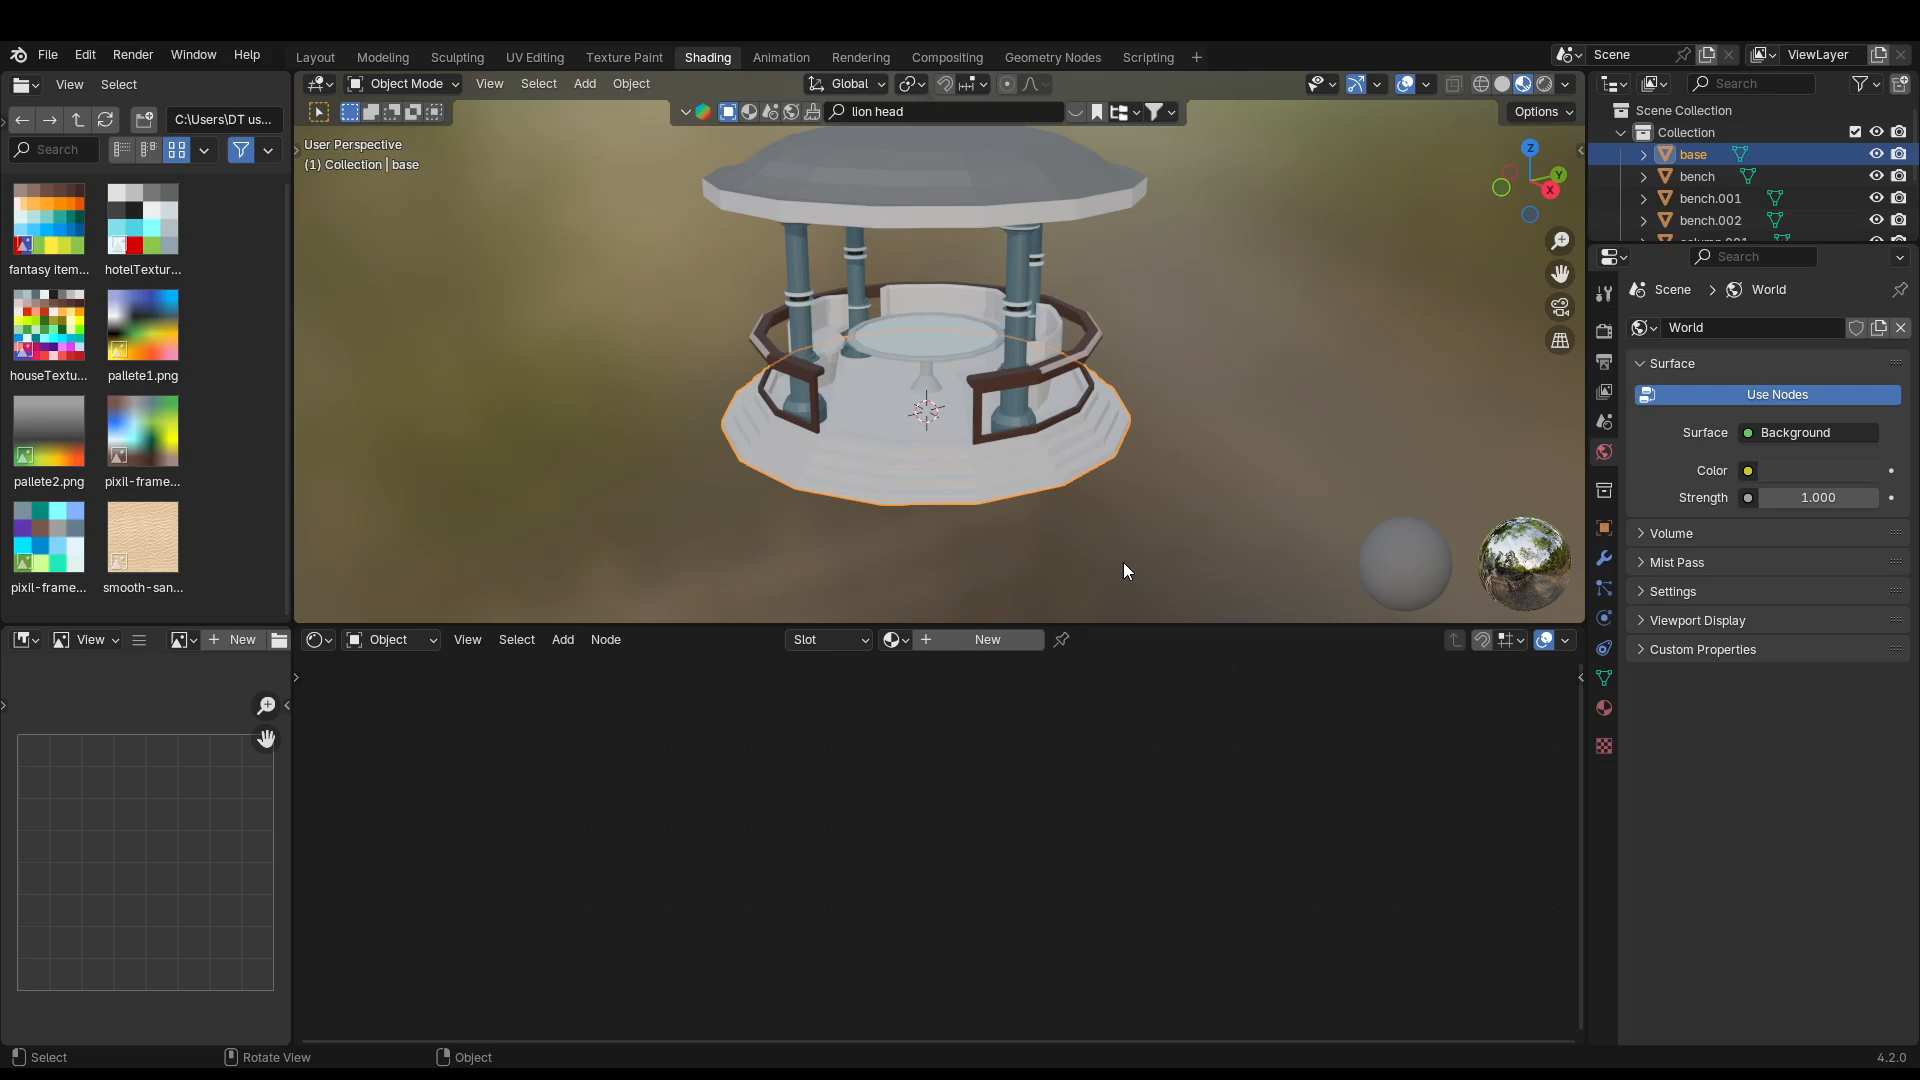 File Edit Render Window Help
Layout Modeling Sculpting UV Editing Texture Paint Shading Animation Rendering Compositing Geometry Nodes Scripting +
Scene
ViewLayer
View Select
C:\Users\DT us...
Search
fantasy item... hotelTextur...
houseTextu... pallete1.png
pallete2.png pixil-frame...
pixil-frame... smooth-san...
Object Mode View Select Add Object
Global
lion head
Options
User Perspective
(1) Collection | base
Z
Y
X
Search
Scene Collection
Collection
base
bench
bench.001
bench.002
Search
Scene > World
World
Surface
Use Nodes
Surface Background
Color
Strength 1.000
Volume
Mist Pass
Settings
Viewport Display
Custom Properties
View + New
Object View Select Add Node
Slot
+ New
Select Rotate View Object
4.2.0